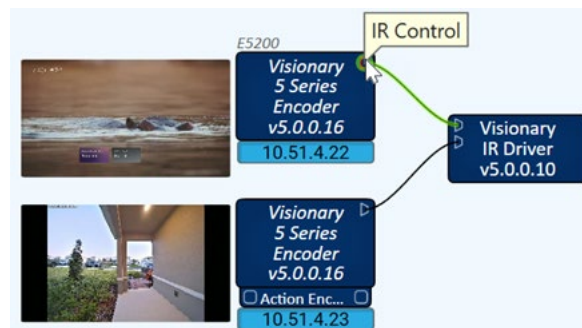 IR Control
E5200
Visionary
5 Series
Encoder
v5.0.0.16
10.51.4.22
Visionary
IR Driver
v5.0.0.10
Visionary
5 Series
Encoder
v5.0.0.16
Action Enc...
10.51.4.23